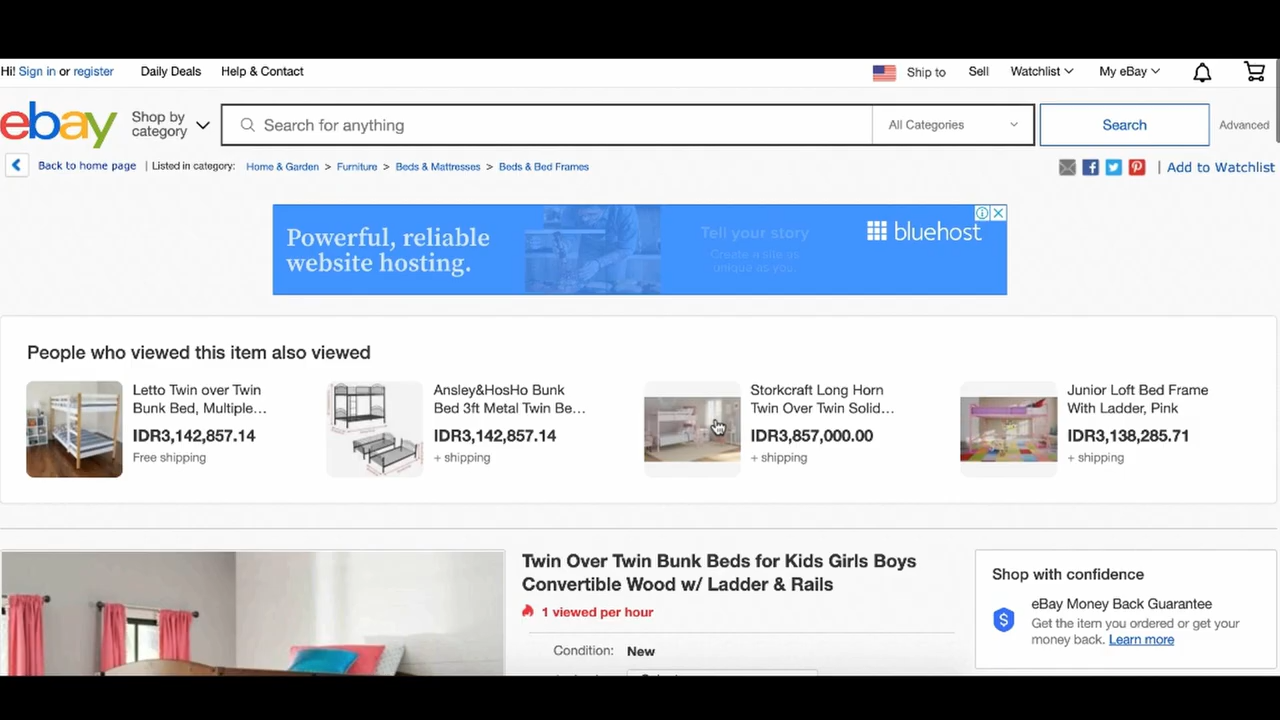 Hi! Sign in or register Daily Deals Help & Contact Ship to Sell Watchlist My eBay
ebay Shop by category Search for anything All Categories Search Advanced
Back to home page | Listed in category: Home & Garden > Furniture > Beds & Mattresses > Beds & Bed Frames | Add to Watchlist
Powerful, reliable
website hosting.
Tell your story
Create a site as
unique as you.
bluehost
People who viewed this item also viewed
Letto Twin over Twin
Bunk Bed, Multiple...
IDR3,142,857.14
Free shipping
Ansley&HosHo Bunk
Bed 3ft Metal Twin Be...
IDR3,142,857.14
+ shipping
Storkcraft Long Horn
Twin Over Twin Solid...
IDR3,857,000.00
+ shipping
Junior Loft Bed Frame
With Ladder, Pink
IDR3,138,285.71
+ shipping
Twin Over Twin Bunk Beds for Kids Girls Boys
Convertible Wood w/ Ladder & Rails
1 viewed per hour
Condition: New
Shop with confidence
eBay Money Back Guarantee
Get the item you ordered or get your
money back. Learn more